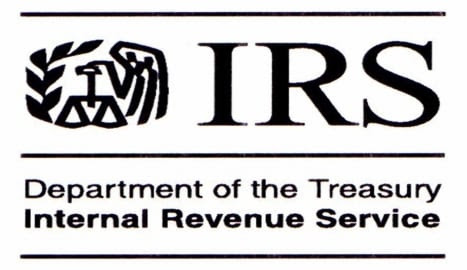 IRS
Department of the Treasury
Internal Revenue Service